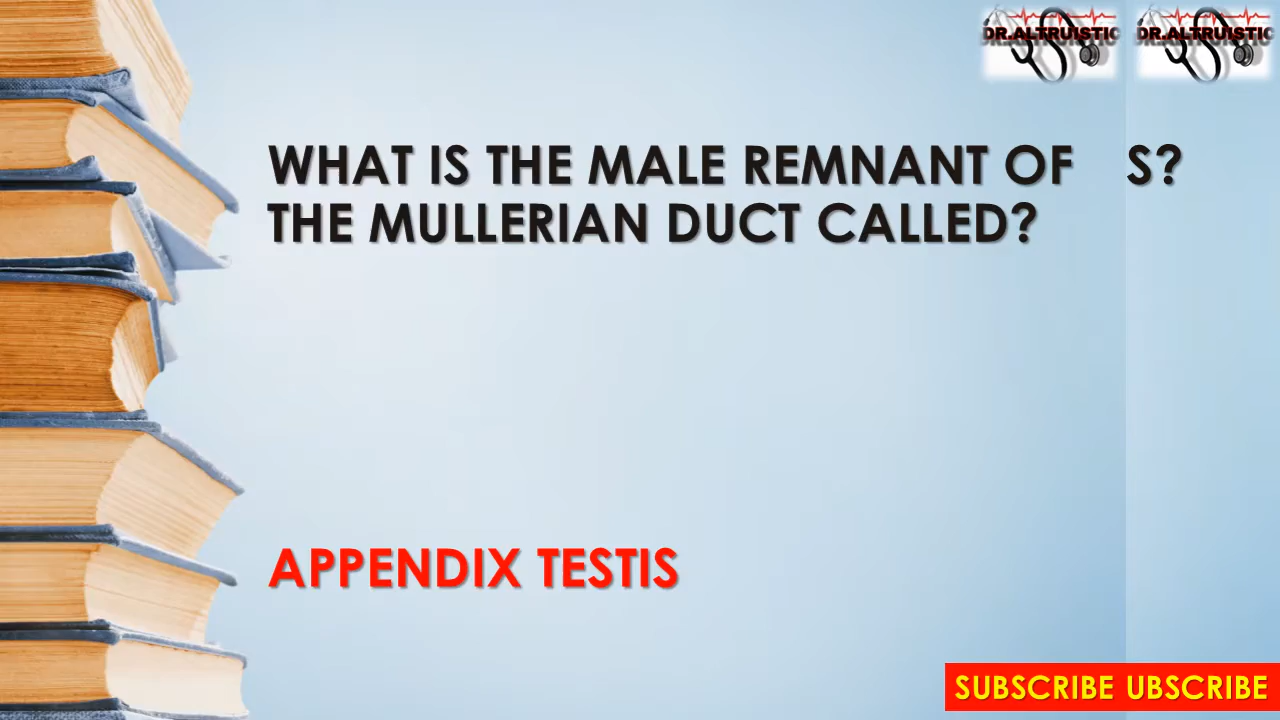 DR.ALTRUISTIC DR.ALTRUISTIC
WHAT IS THE MALE REMNANT OF S?
THE MULLERIAN DUCT CALLED?
APPENDIX TESTIS
SUBSCRIBE UBSCRIBE